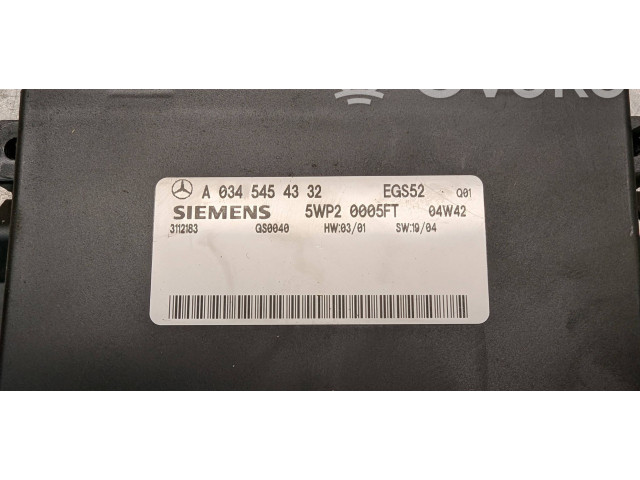 A 034 545 43 32 EGS52 Q01
SIEMENS 5WP2 0005FT 04W42
3112183 GS0040 HW:03/01 SW:19/04